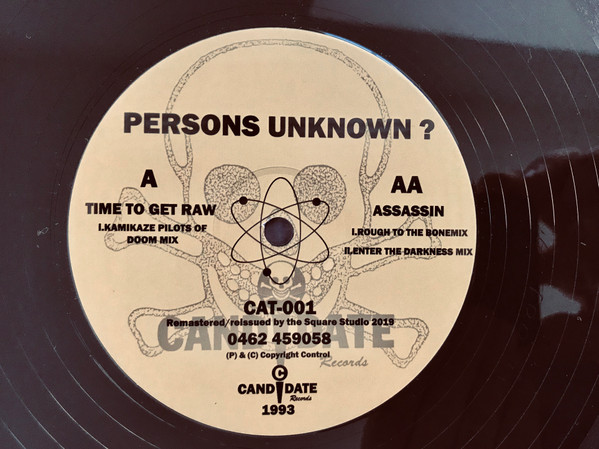 PERSONS UNKNOWN ?
A
TIME TO GET RAW
I.KAMIKAZE PILOTS OF
DOOM MIX
AA
ASSASSIN
I.ROUGH TO THE BONEMIX
II.ENTER THE DARKNESS MIX
CAT-001
CANDIDATE
Records
Remastered/reissued by the Square Studio 2019
0462 459058
(P) & (C) Copyright Control
C
CANDIDATE
Records
1993